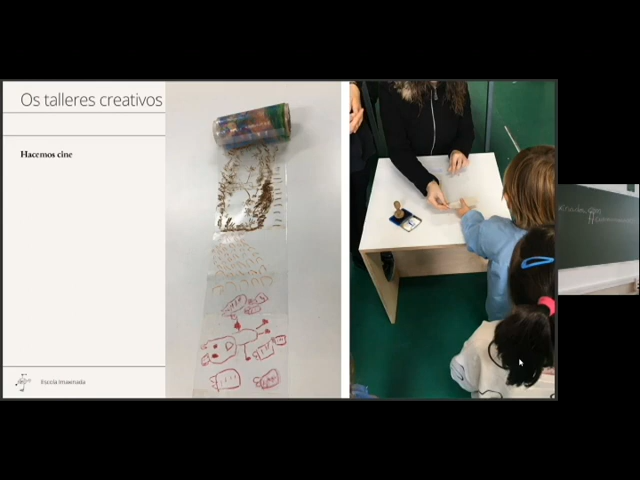 Os talleres creativos
Hacemos cine
Escola Imaxinada